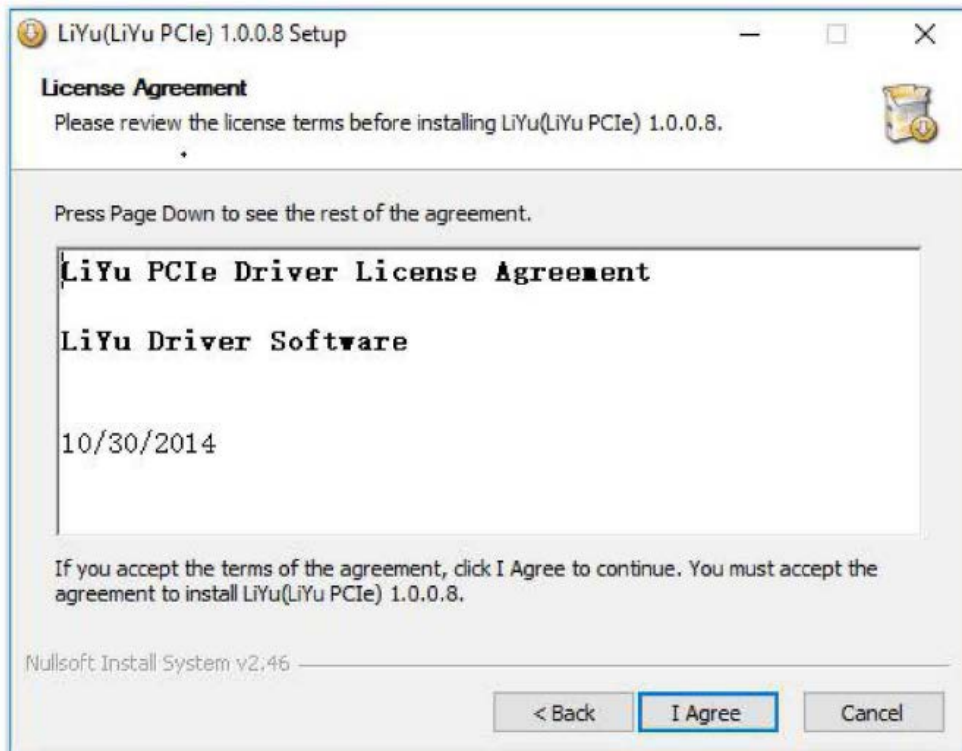 LiYu(LiYu PCIe) 1.0.0.8 Setup
License Agreement
Please review the license terms before installing LiYu(LiYu PCIe) 1.0.0.8.
Press Page Down to see the rest of the agreement.
LiYu PCIe Driver License Agreement
LiYu Driver Software
10/30/2014
If you accept the terms of the agreement, click I Agree to continue. You must accept the
agreement to install LiYu(LiYu PCIe) 1.0.0.8.
Nullsoft Install System v2.46
< Back
I Agree
Cancel